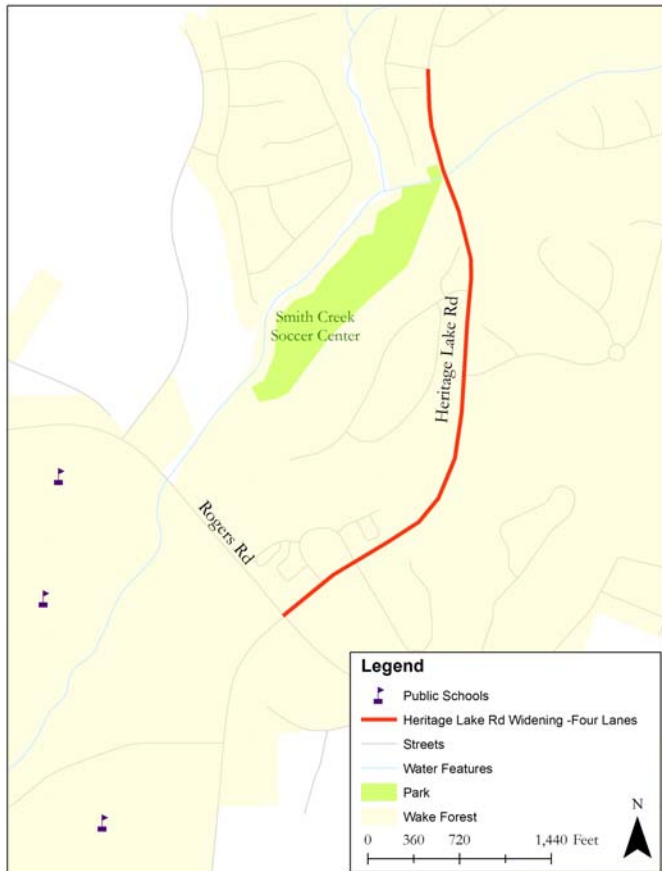 Smith Creek
Soccer Center
Heritage Lake Rd
Rogers Rd
Legend
Public Schools
Heritage Lake Rd Widening -Four Lanes
Streets
Water Features
Park
Wake Forest
N
0 360 720 1,440 Feet